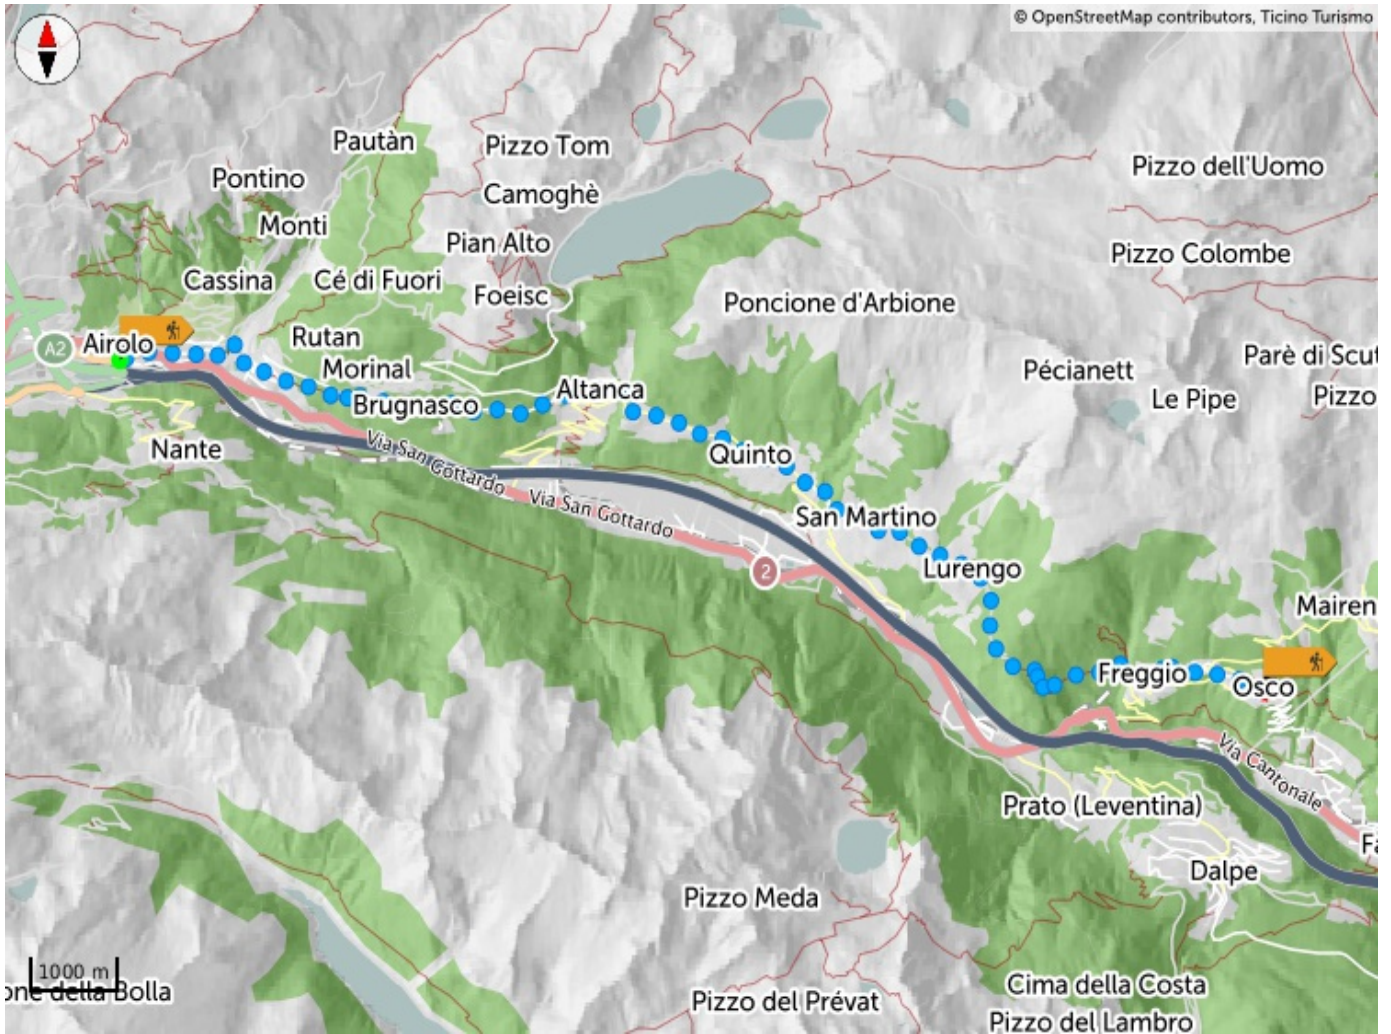 © OpenStreetMap contributors, Ticino Turismo
Pautàn
Pizzo Tom
Pizzo dell'Uomo
Pontino
Camoghè
Monti
Pian Alto
Pizzo Colombe
Cassina
Cé di Fuori
Foeisc
Poncione d'Arbione
Rutan
A2
Airolo
Parè di Scut
Morinal
Pécianett
Altanca
Le Pipe
Pizzo
Brugnasco
Nante
Via San Gottardo
Quinto
Via San Gottardo
San Martino
2
Lurengo
Mairen
Freggio
Osco
Via Cantonale
Prato (Leventina)
Fa
Dalpe
Pizzo Meda
1000 m
one della Bolla
Cima della Costa
Pizzo del Prévat
Pizzo del Lambro